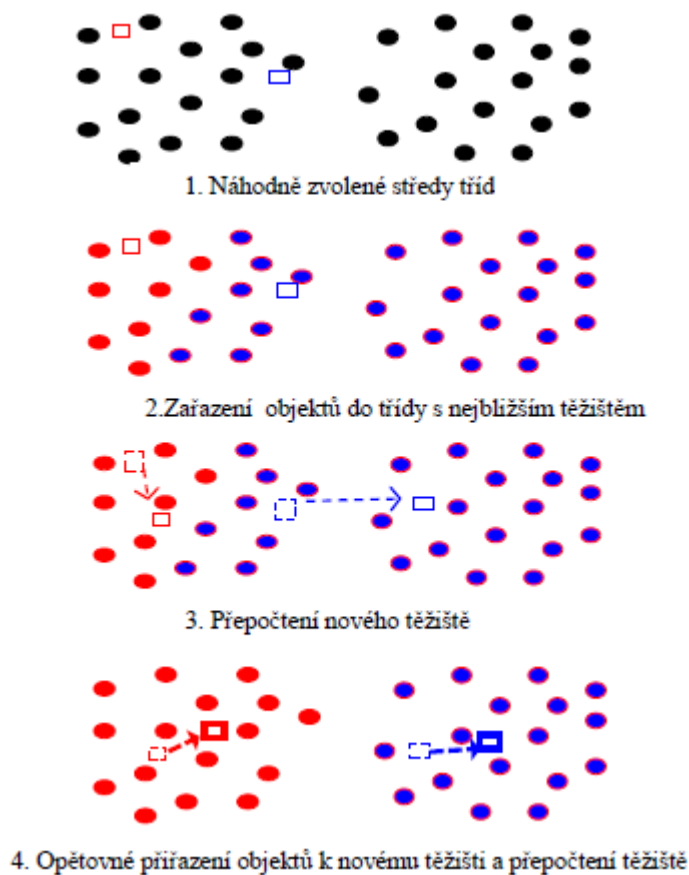 1. Náhodně zvolené středy tříd
2.Zařazení objektů do třídy s nejbližším těžištěm
3. Přepočtení nového těžiště
4. Opětovné přiřazení objektů k novému těžišti a přepočtení těžiště